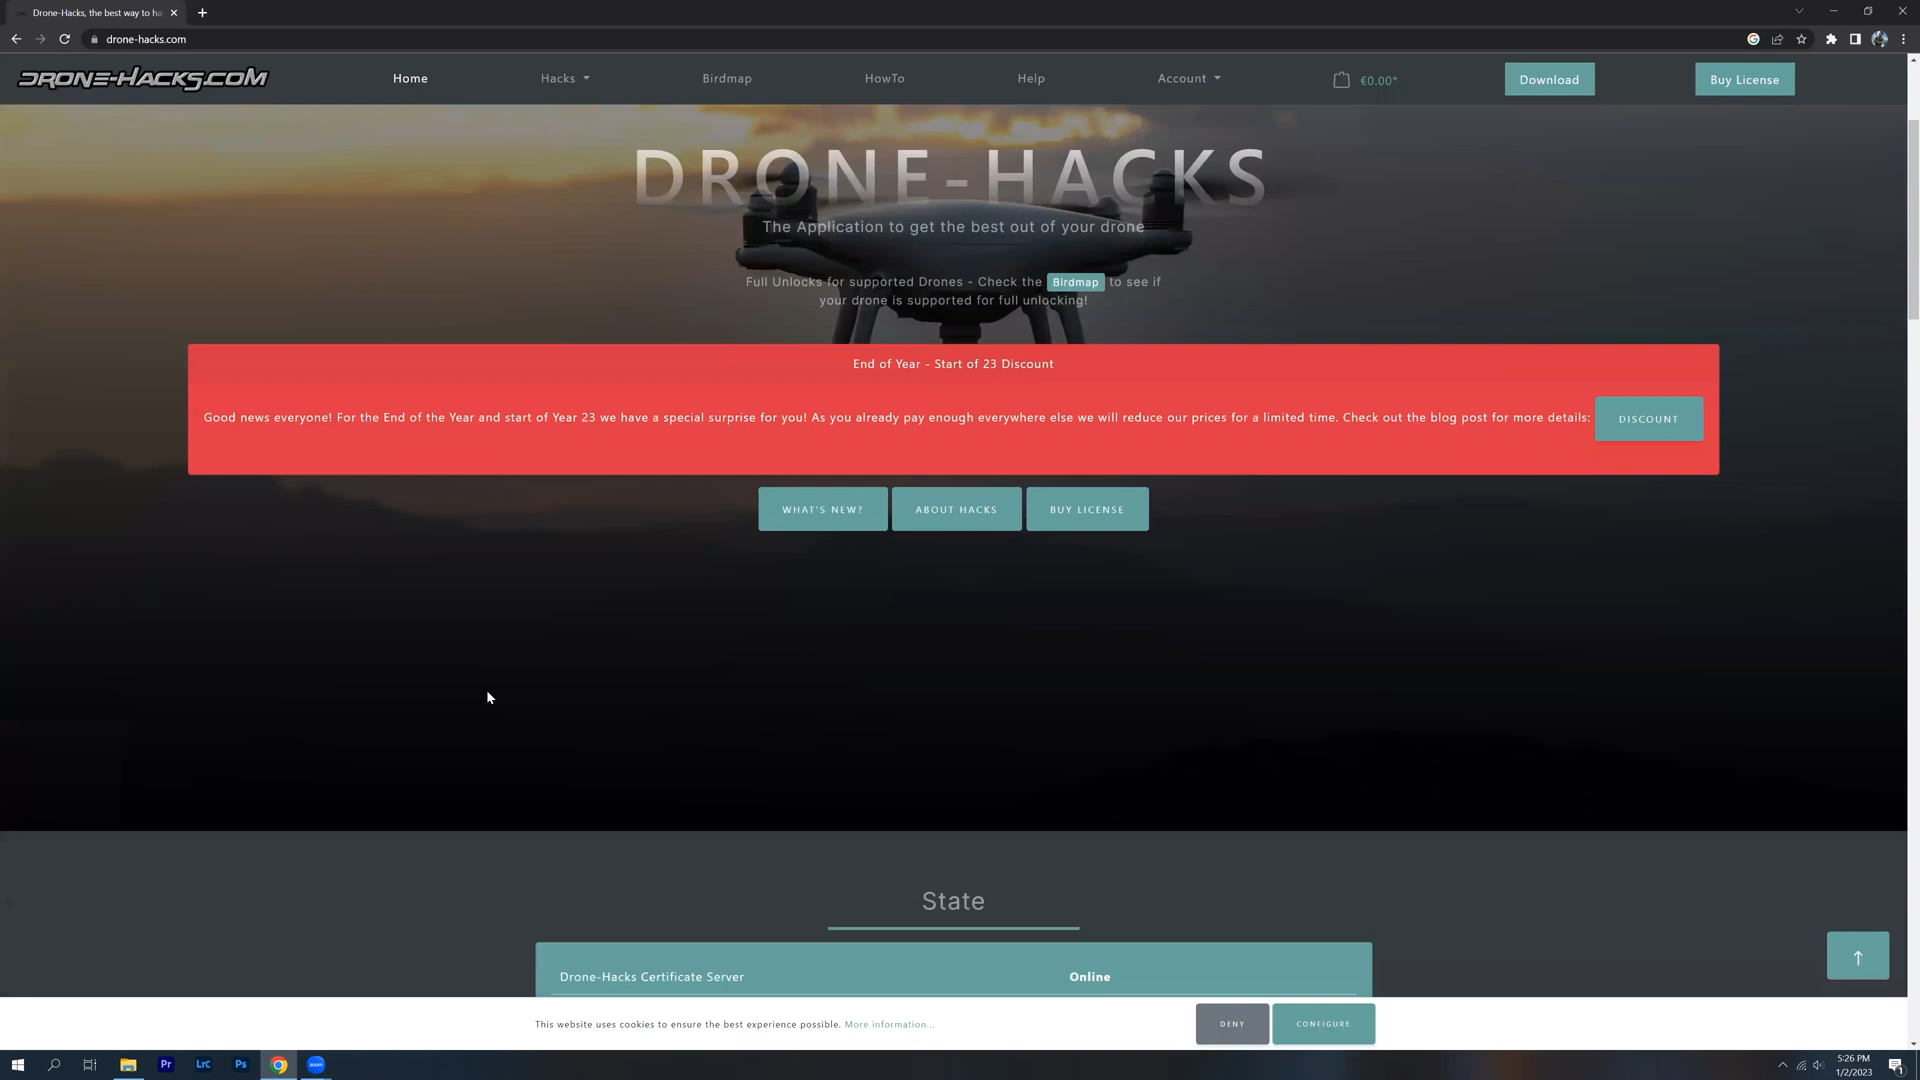 Drone-Hacks, the best way to ha
drone-hacks.com
DRONE-HACKS.COM
Home
Hacks
Birdmap
HowTo
Help
Account
€0.00*
Download
Buy License
DRONE-HACKS
The Application to get the best out of your drone
Full Unlocks for supported Drones - Check the Birdmap to see if
your drone is supported for full unlocking!
End of Year - Start of 23 Discount
Good news everyone! For the End of the Year and start of Year 23 we have a special surprise for you! As you already pay enough everywhere else we will reduce our prices for a limited time. Check out the blog post for more details: DISCOUNT
WHAT'S NEW?
ABOUT HACKS
BUY LICENSE
State
Drone-Hacks Certificate Server
Online
This website uses cookies to ensure the best experience possible. More information...
DENY
CONFIGURE
Pr
LrC
Ps
zoom
5:26 PM
1/2/2023
1